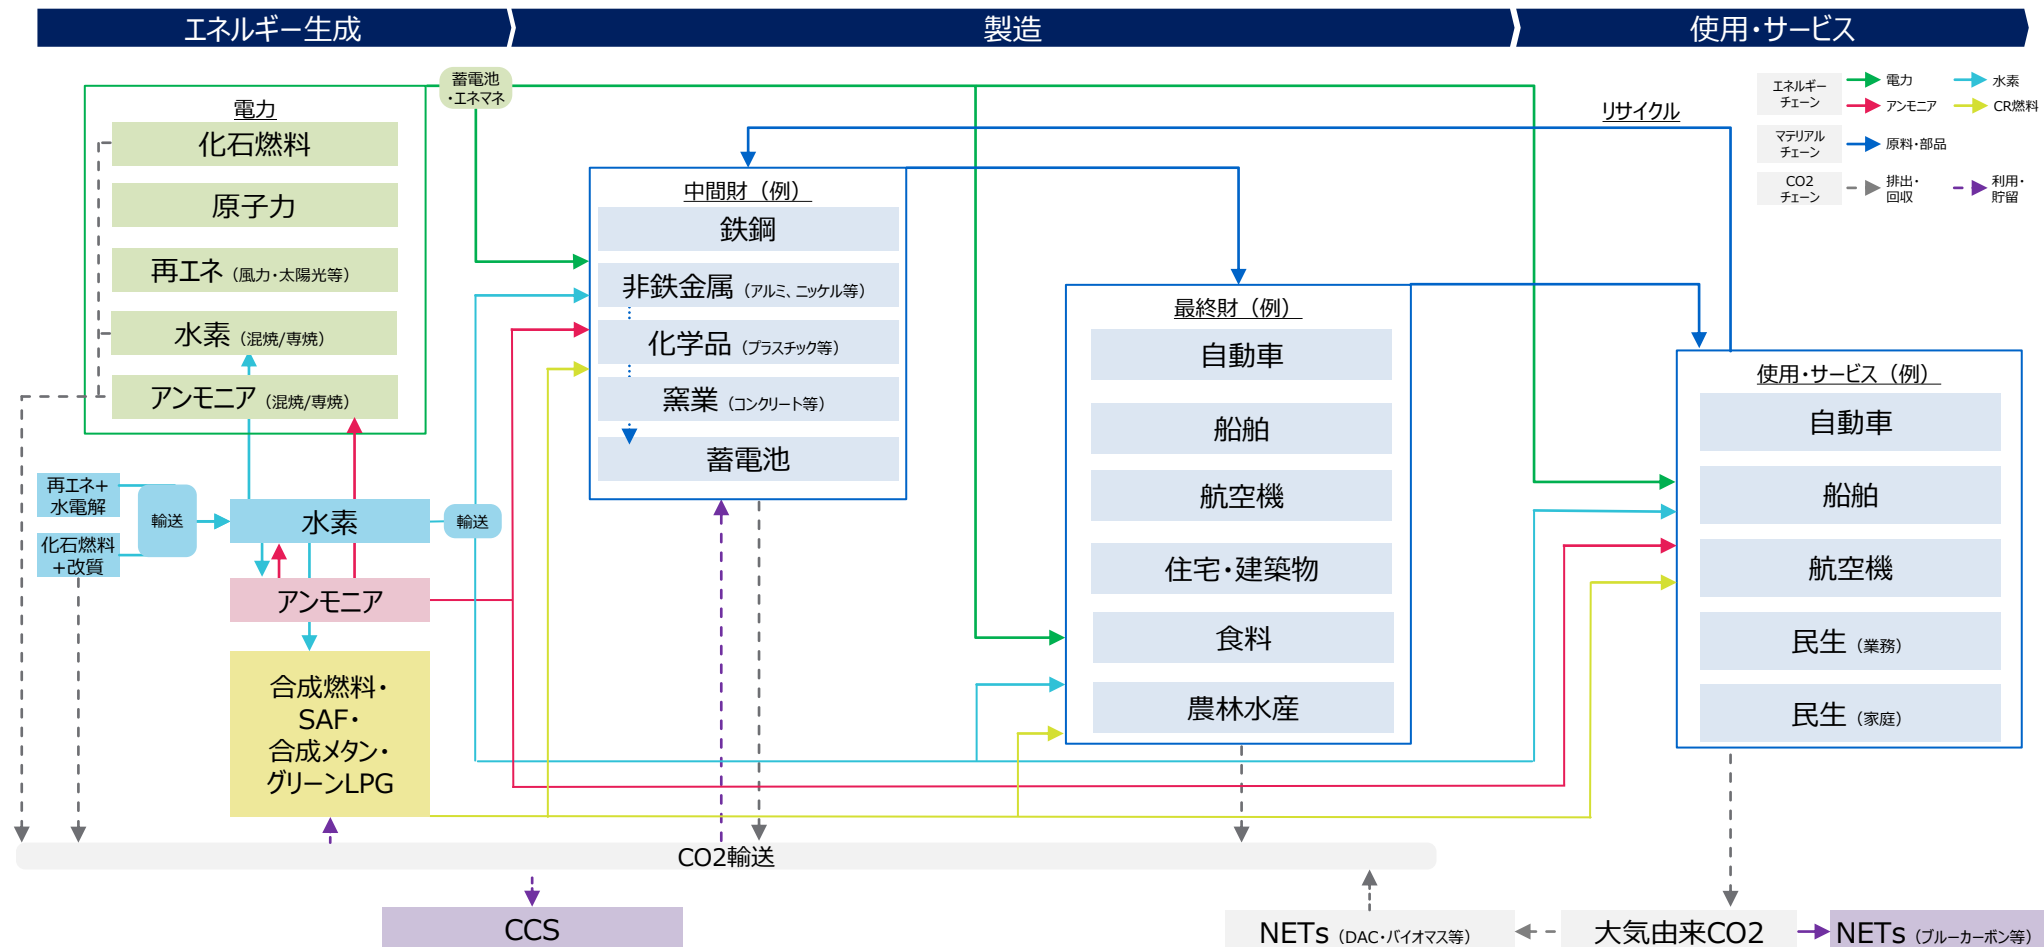 エネルギー生成
製造
使用・サービス
蓄電池
・エネマネ
エネルギー
チェーン
電力
水素
アンモニア
CR燃料
マテリアル
チェーン
原料・部品
CO2
チェーン
排出・
回収
利用・
貯留
リサイクル
電力
化石燃料
原子力
再エネ（風力・太陽光等）
水素（混焼/専焼）
アンモニア（混焼/専焼）
再エネ+
水電解
化石燃料
+改質
輸送
水素
輸送
アンモニア
合成燃料・
SAF・
合成メタン・
グリーンLPG
中間財（例）
鉄鋼
非鉄金属（アルミ、ニッケル等）
化学品（プラスチック等）
窯業（コンクリート等）
蓄電池
最終財（例）
自動車
船舶
航空機
住宅・建築物
食料
農林水産
使用・サービス（例）
自動車
船舶
航空機
民生（業務）
民生（家庭）
CO2輸送
CCS
NETs（DAC・バイオマス等）
大気由来CO2
NETs（ブルーカーボン等）